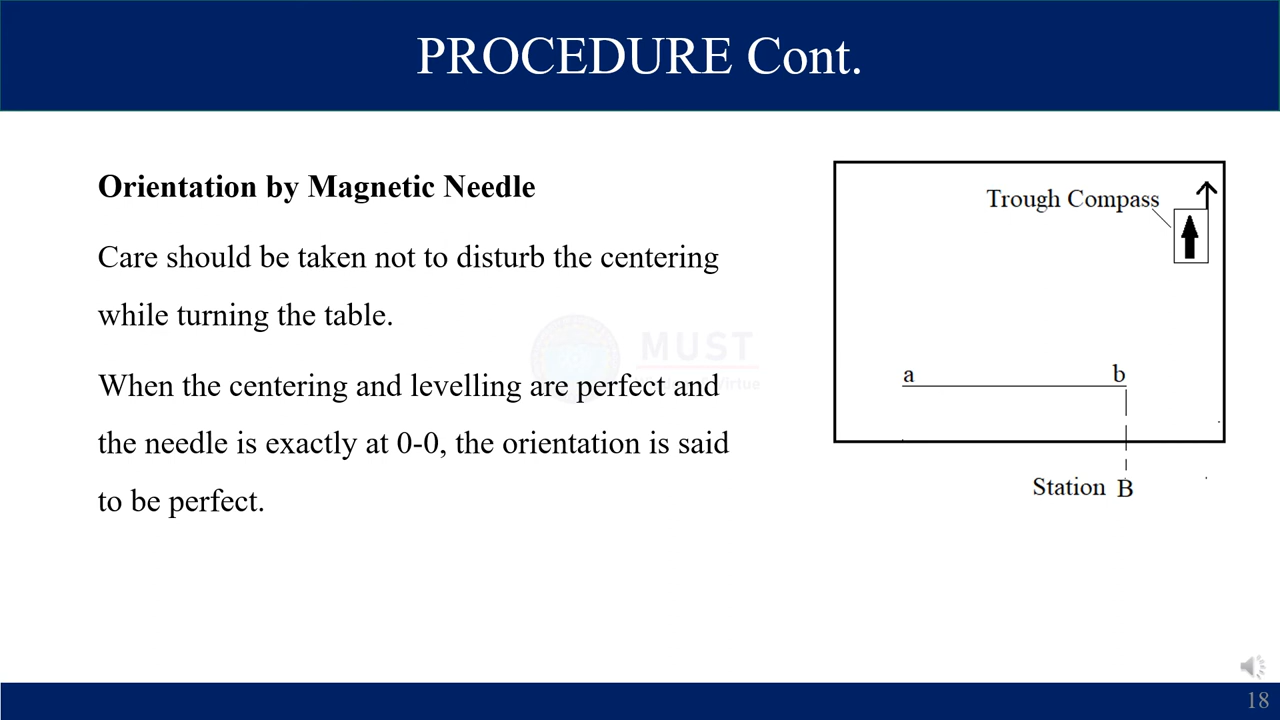 PROCEDURE Cont.
Orientation by Magnetic Needle
Care should be taken not to disturb the centering
while turning the table.
When the centering and levelling are perfect and
the needle is exactly at 0-0, the orientation is said
to be perfect.
MUST
Virtue
Trough Compass
a
b
Station B
18